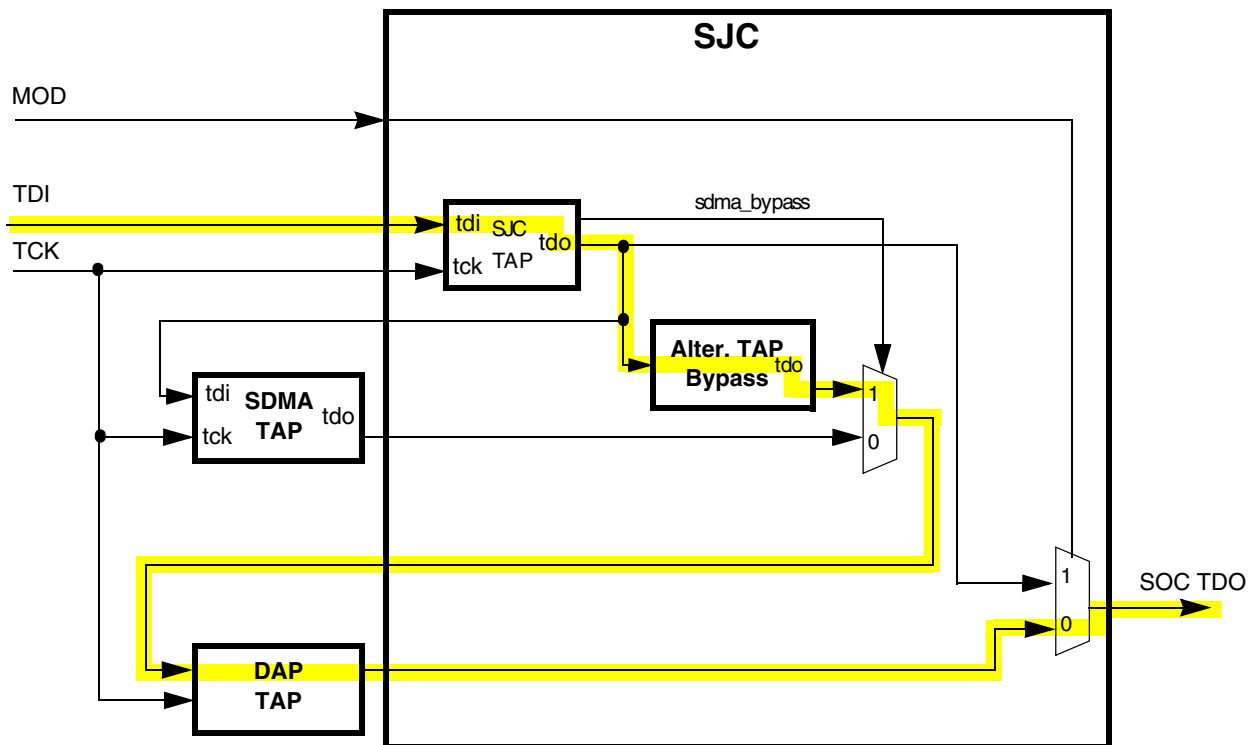 SJC
MOD
TDI
sdma_bypass
tdi SJC
tdo
TCK
tck TAP
Alter. TAP
tdo
Bypass
1
tdi
SDMA
tdo
TAP
tck
0
1
SOC TDO
0
DAP
TAP